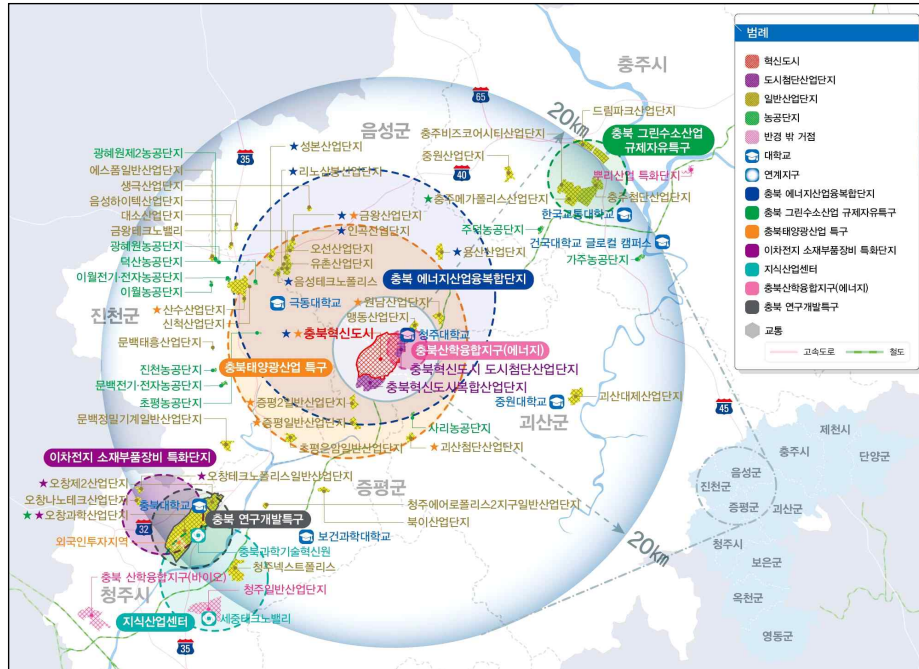 범례
혁신도시
도시첨단산업단지
일반산업단지
농공단지
반경 밖 거점
대학교
연계지구
충북 에너지산업융복합단지
충북 그린수소산업 규제자유특구
충북태양광산업 특구
이차전지 소재부품장비 특화단지
지식산업센터
충북산학융합지구(에너지)
충북 연구개발특구
교통
고속도로
철도
충주시
20km
65
음성군
드림파크산업단지
충주비즈코어시티산업단지
충북 그린수소산업
규제자유특구
35
★성본산업단지
광혜원제2농공단지
중원산업단지
에스폼일반산업단지
★리노삼봉산업단지
40
뿌리산업 특화단지
생극산업단지
음성하이텍산업단지
★충주메가폴리스산업단지
충주첨단산업단지
대소산업단지
★★금왕산업단지
한국교통대학교
금왕테크노밸리
★인곡전원단지
주덕농공단지
광혜원농공단지
오선산업단지
건국대학교 글로컬 캠퍼스
덕산농공단지
유촌산업단지
★용산산업단지
가주농공단지
이월전기·전자농공단지
★음성테크노폴리스
충북 에너지산업융복합단지
이월농공단지
극동대학교
★원남산업단지
★산수산업단지
맹동산업단지
진천군
신척산업단지
★★충북혁신도시
청주대학교
문백태흥산업단지
충북산학융합지구(에너지)
진천농공단지
충북태양광산업 특구
충북혁신도시 도시첨단산업단지
문백전기·전자농공단지
충북혁신도시복합산업단지
초평농공단지
중원대학교
괴산대제산업단지
★증평2일반산업단지
45
문백정밀기계일반산업단지
★증평일반산업단지
사리농공단지
괴산군
초평은암일반산업단지
★괴산첨단산업단지
이차전지 소재부품장비 특화단지
★오창테크노폴리스일반산업단지
★오창제2산업단지
증평군
오창나노테크산업단지
충북대학교
청주에어로폴리스2지구일반산업단지
★★오창과학산업단지
충북 연구개발특구
북이산업단지
32
외국인투자지역
보건과학대학교
20km
충북과학기술혁신원
청주넥스트폴리스
충북 산학융합지구(바이오)
청주일반산업단지
청주시
지식산업센터
세중테크노밸리
35
제천시
충주시
단양군
음성군
진천군
증평군
괴산군
청주시
보은군
옥천군
영동군